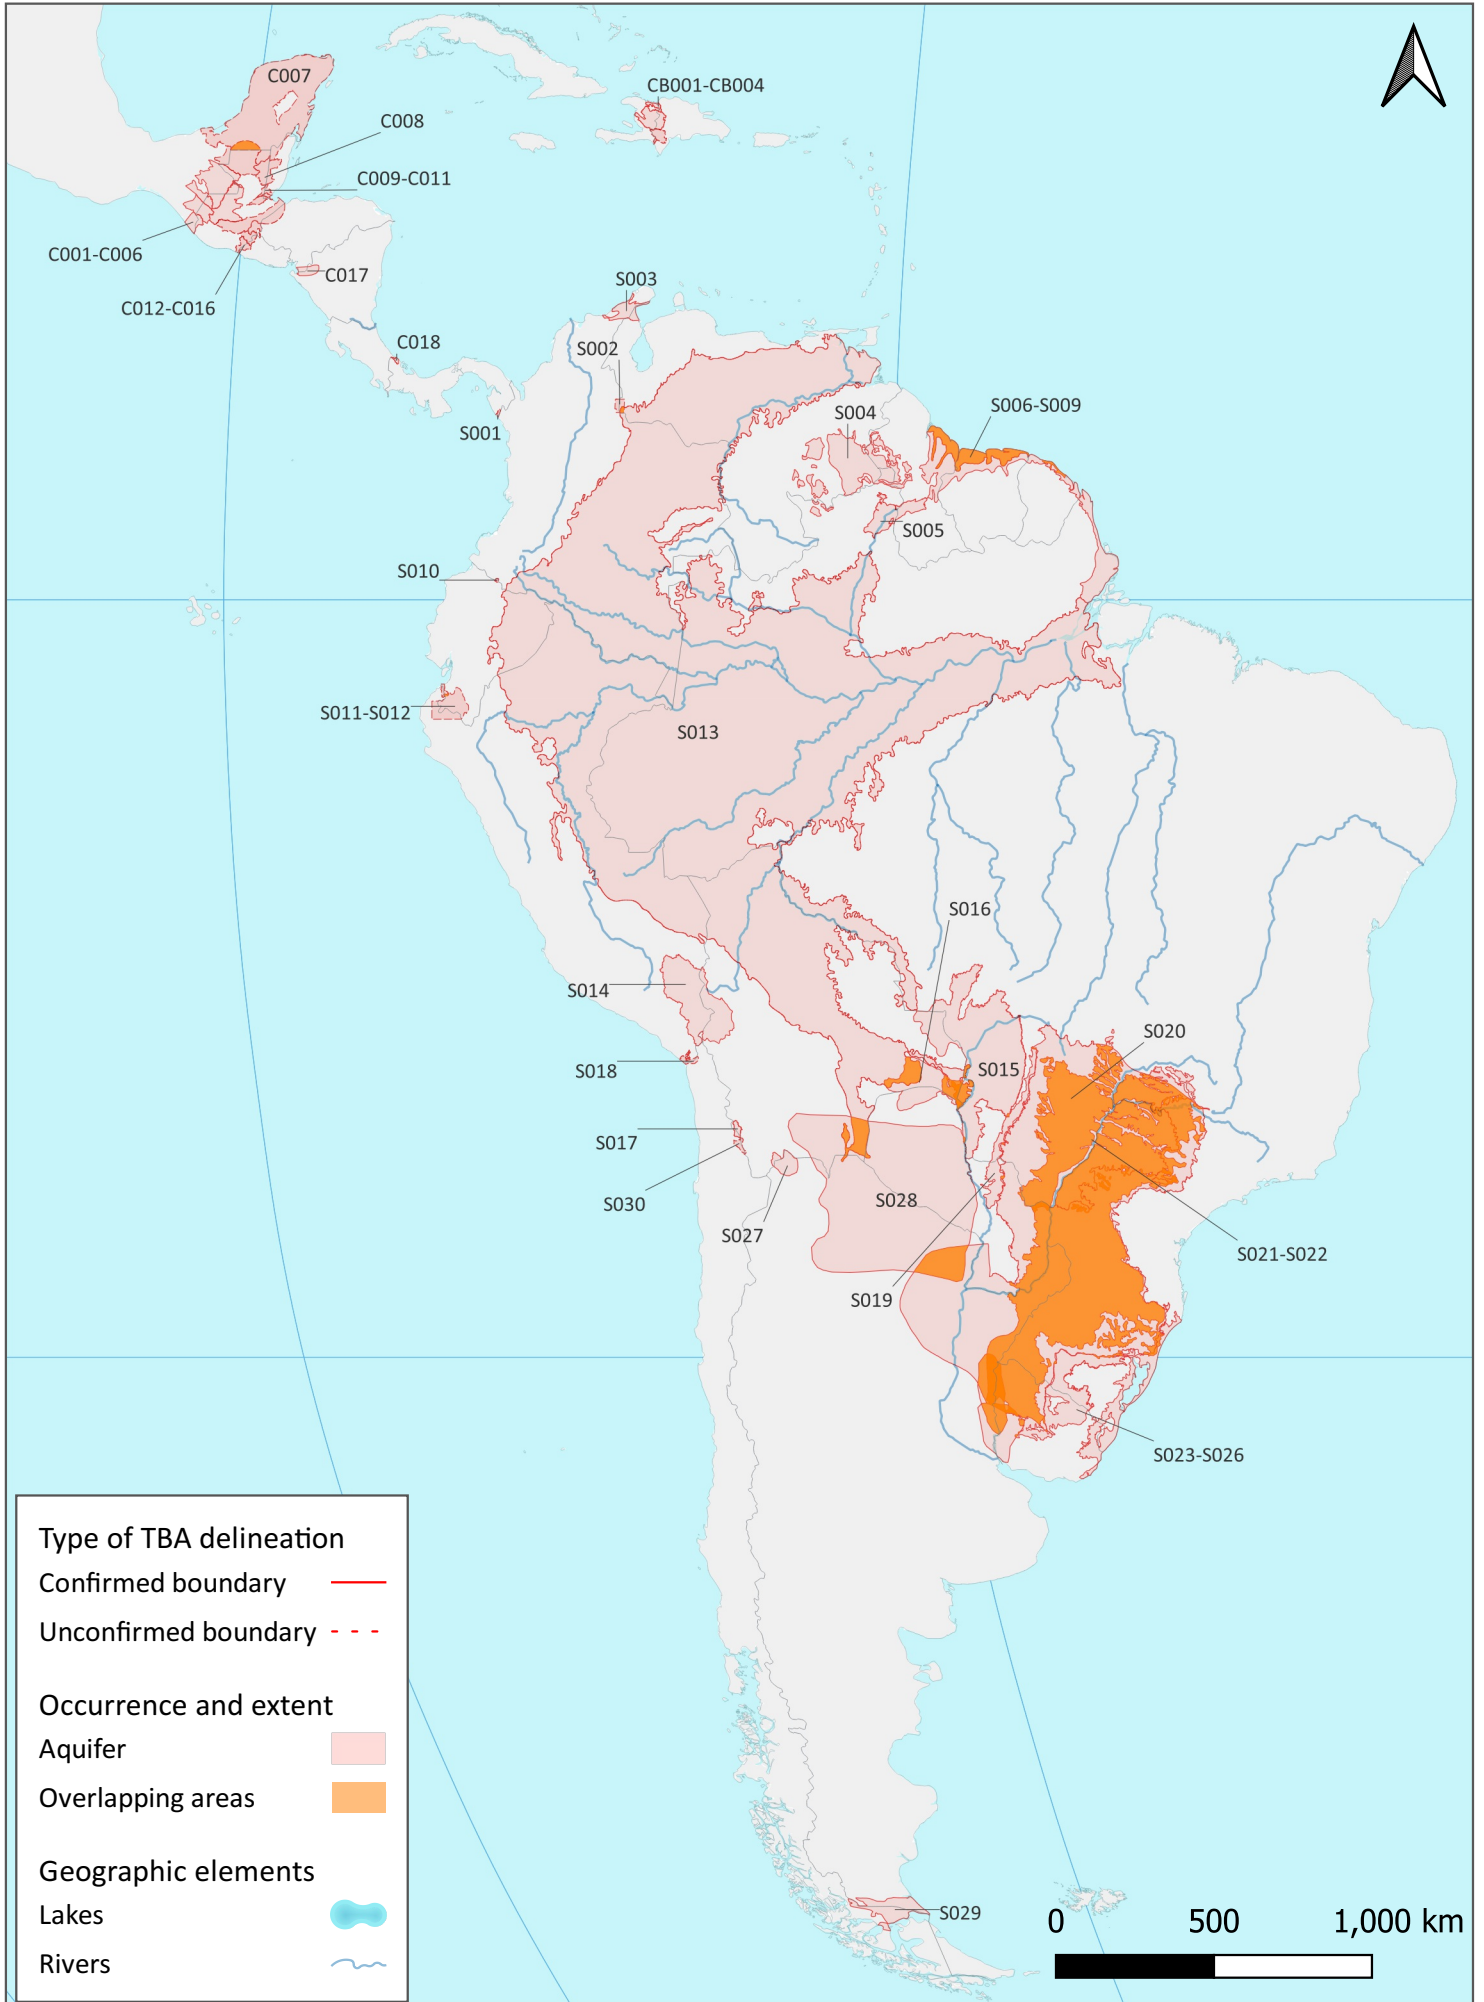 C007
CB001-CB004
C008
C009-C011
C001-C006
C017
C012-C016
S003
C018
S002
S001
S004
S006-S009
S005
S010
S011-S012
S013
S016
S014
S020
S018
S015
S017
S030
S028
S027
S021-S022
S019
S023-S026
Type of TBA delineation
Confirmed boundary
Unconfirmed boundary
Occurrence and extent
Aquifer
Overlapping areas
Geographic elements
Lakes
Rivers
S029
0 500 1,000 km